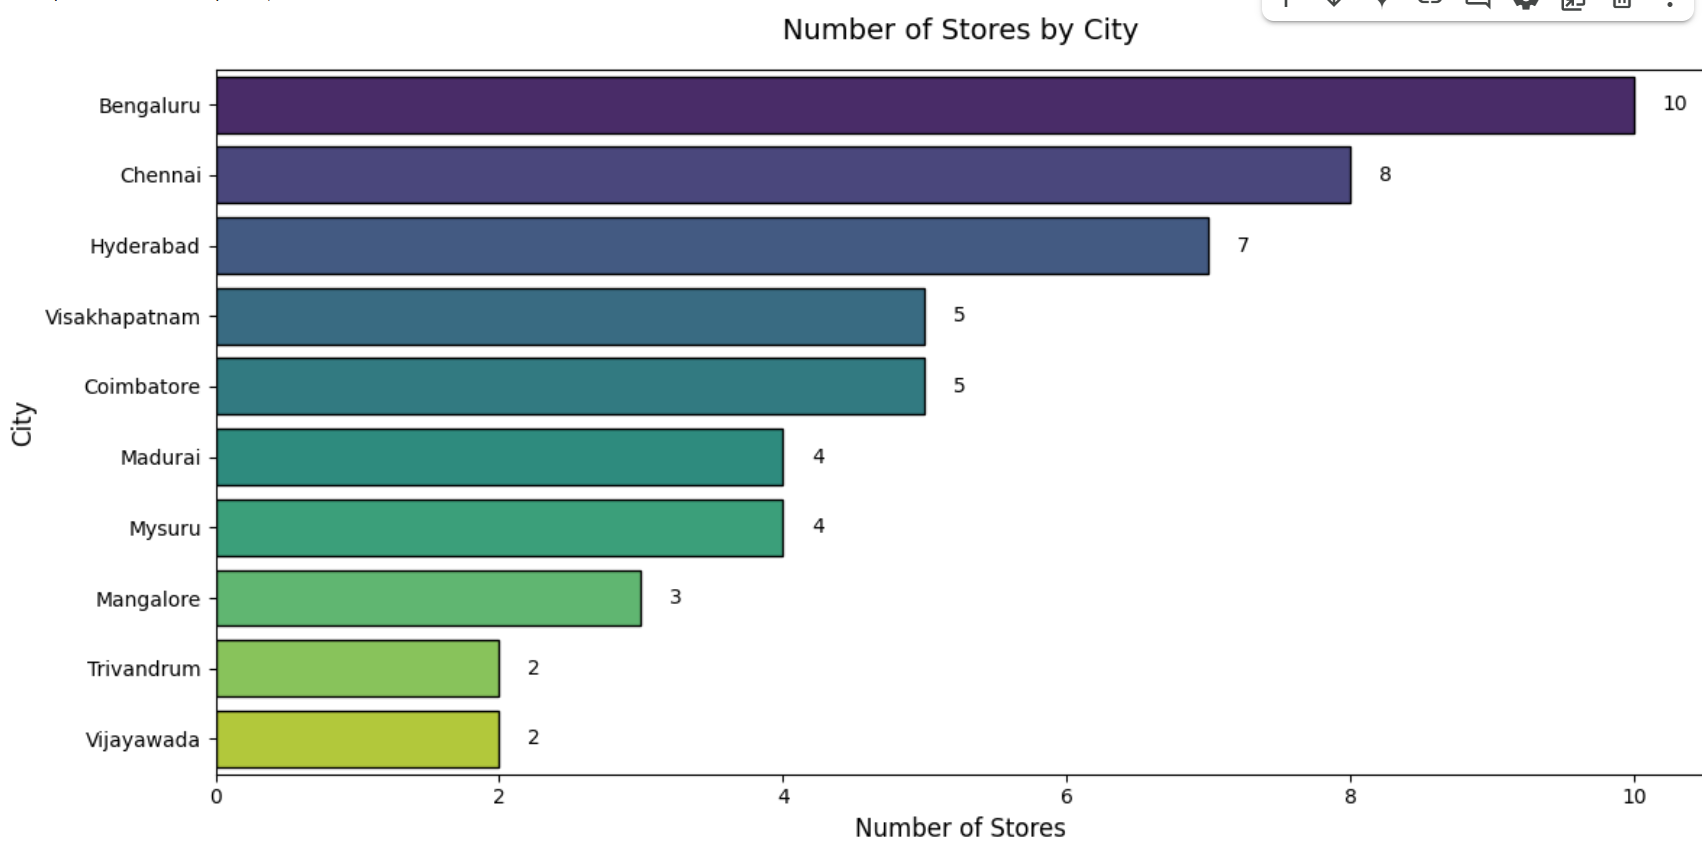 Number of Stores by City
Bengaluru 10
Chennai 8
Hyderabad 7
Visakhapatnam 5
Coimbatore 5
Madurai 4
Mysuru 4
Mangalore 3
Trivandrum 2
Vijayawada 2
City
0 2 4 6 8 10
Number of Stores